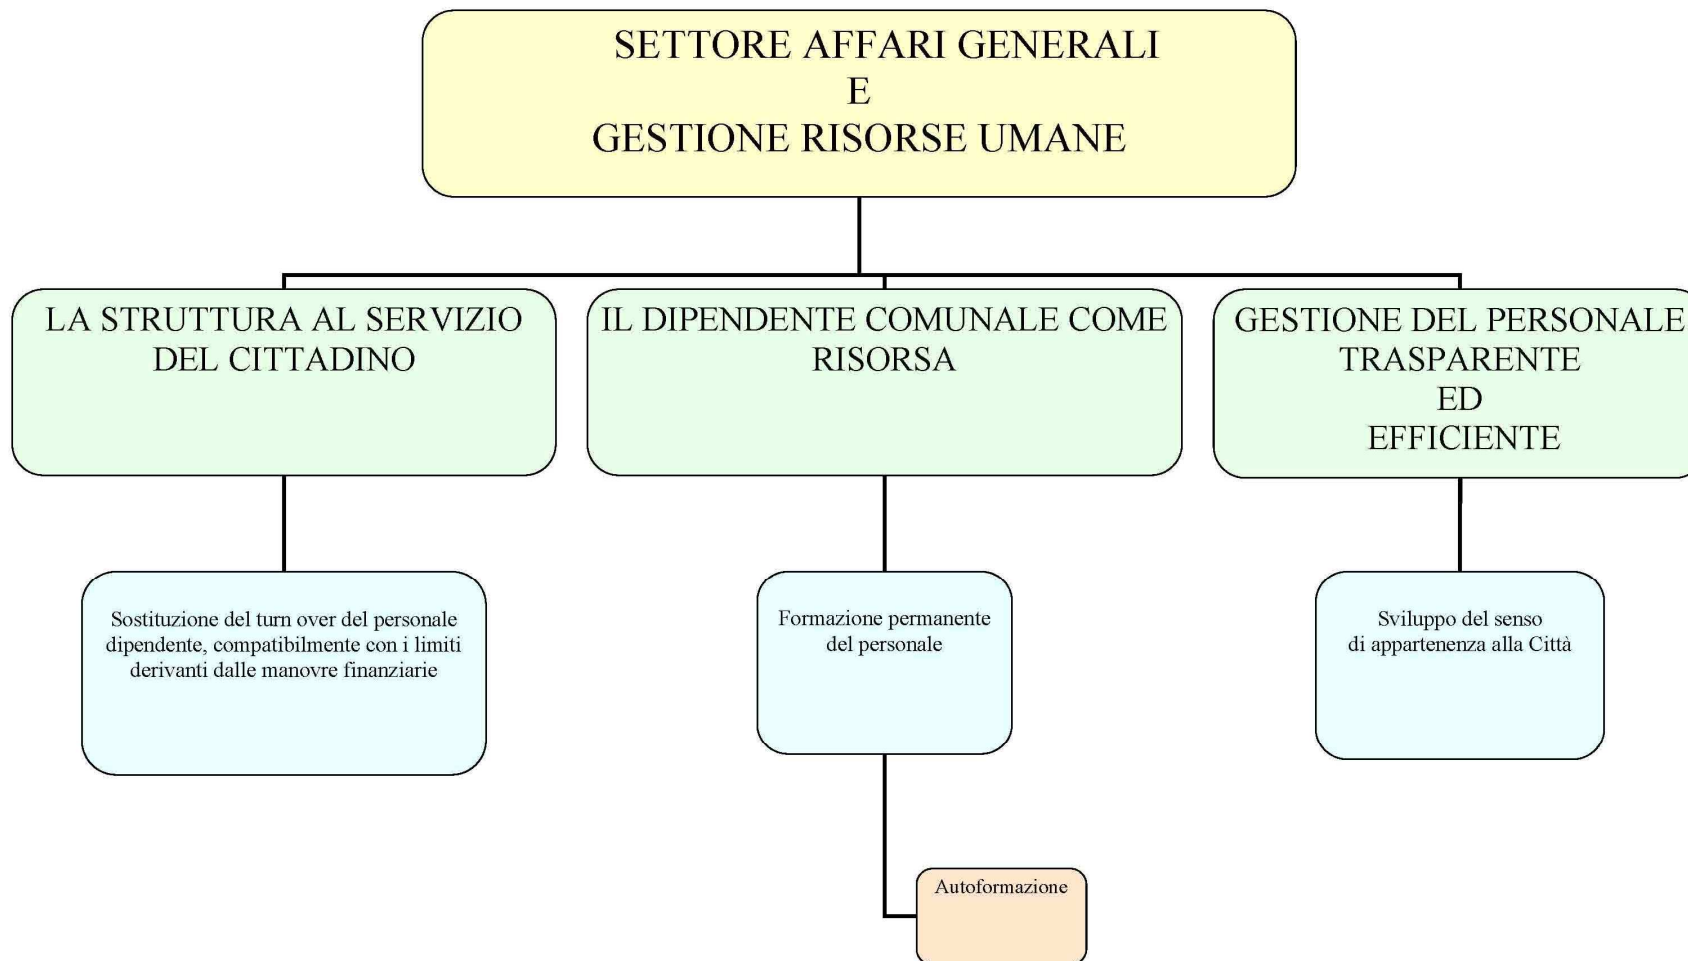 SETTORE AFFARI GENERALI
E
GESTIONE RISORSE UMANE
LA STRUTTURA AL SERVIZIO
DEL CITTADINO
IL DIPENDENTE COMUNALE COME
RISORSA
GESTIONE DEL PERSONALE
TRASPARENTE
ED
EFFICIENTE
Sostituzione del turn over del personale
dipendente, compatibilmente con i limiti
derivanti dalle manovre finanziarie
Formazione permanente
del personale
Sviluppo del senso
di appartenenza alla Città
Autoformazione